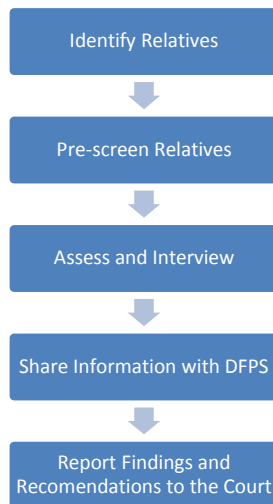 Identify Relatives
Pre-screen Relatives
Assess and Interview
Share Information with DFPS
Report Findings and
Recomendations to the Court